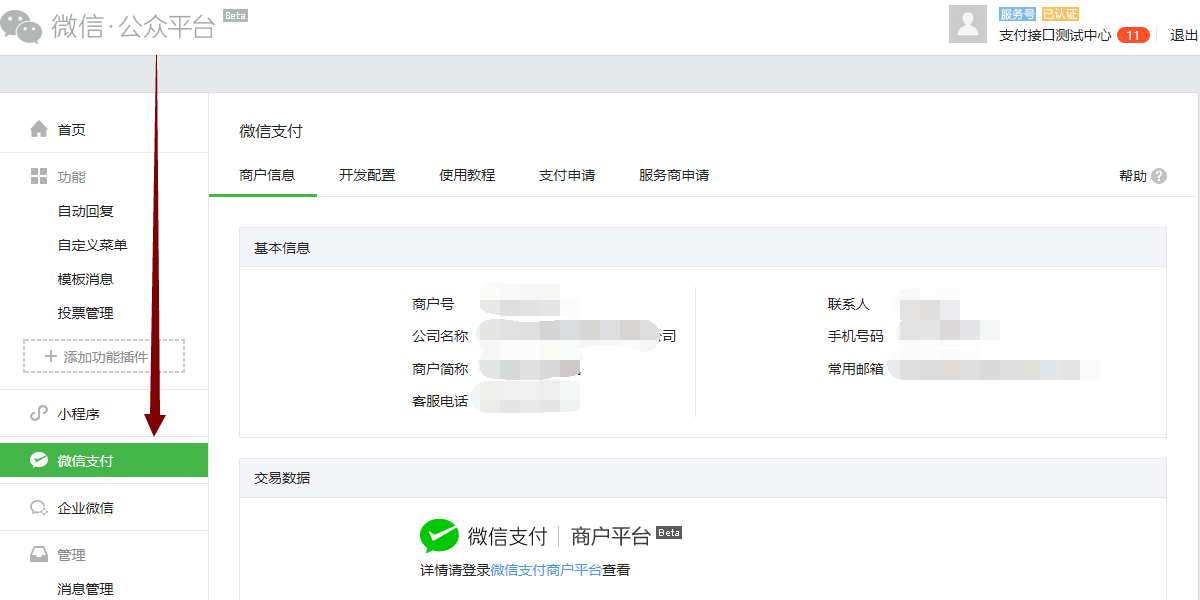 微信·公众平台 Beta
服务号 已认证
支付接口测试中心 11 退出
首页
功能
自动回复
自定义菜单
模板消息
投票管理
添加功能插件
小程序
微信支付
企业微信
管理
消息管理
微信支付
商户信息 开发配置 使用教程 支付申请 服务商申请 帮助 ?
基本信息
商户号
公司名称 公司
商户简称
客服电话
联系人
手机号码
常用邮箱
交易数据
微信支付 商户平台 Beta
详情请登录微信支付商户平台查看